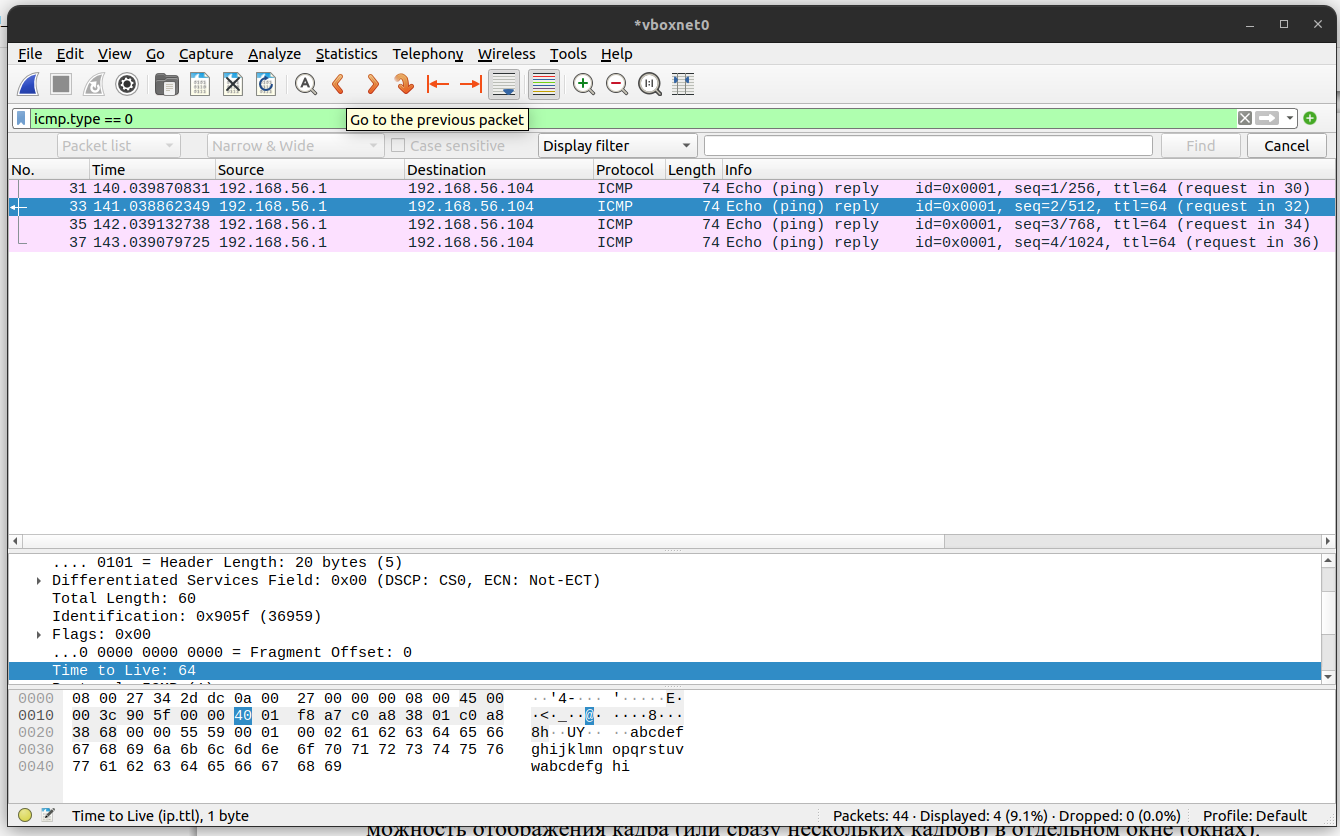 *vboxnet0
File Edit View Go Capture Analyze Statistics Telephony Wireless Tools Help
icmp.type == 0
Go to the previous packet
Packet list Narrow & Wide Case sensitive Display filter Find Cancel
No. Time Source Destination Protocol Length Info
31 140.039870831 192.168.56.1 192.168.56.104 ICMP 74 Echo (ping) reply id=0x0001, seq=1/256, ttl=64 (request in 30)
33 141.038862349 192.168.56.1 192.168.56.104 ICMP 74 Echo (ping) reply id=0x0001, seq=2/512, ttl=64 (request in 32)
35 142.039132738 192.168.56.1 192.168.56.104 ICMP 74 Echo (ping) reply id=0x0001, seq=3/768, ttl=64 (request in 34)
37 143.039079725 192.168.56.1 192.168.56.104 ICMP 74 Echo (ping) reply id=0x0001, seq=4/1024, ttl=64 (request in 36)
.... 0101 = Header Length: 20 bytes (5)
Differentiated Services Field: 0x00 (DSCP: CS0, ECN: Not-ECT)
Total Length: 60
Identification: 0x905f (36959)
Flags: 0x00
...0 0000 0000 0000 = Fragment Offset: 0
Time to Live: 64
0000 08 00 27 34 2d dc 0a 00 27 00 00 00 08 00 45 00 ··'4-··· '·····E·
0010 00 3c 90 5f 00 00 40 01 f8 a7 c0 a8 38 01 c0 a8 ·<·_··@· ····8···
0020 38 68 00 00 55 59 00 01 00 02 61 62 63 64 65 66 8h··UY·· ··abcdef
0030 67 68 69 6a 6b 6c 6d 6e 6f 70 71 72 73 74 75 76 ghijklmn opqrstuv
0040 77 61 62 63 64 65 66 67 68 69 wabcdefg hi
Time to Live (ip.ttl), 1 byte Packets: 44 · Displayed: 4 (9.1%) · Dropped: 0 (0.0%) Profile: Default
можность отображения кадра (или сразу нескольких кадров) в отдельном окне (окнах).